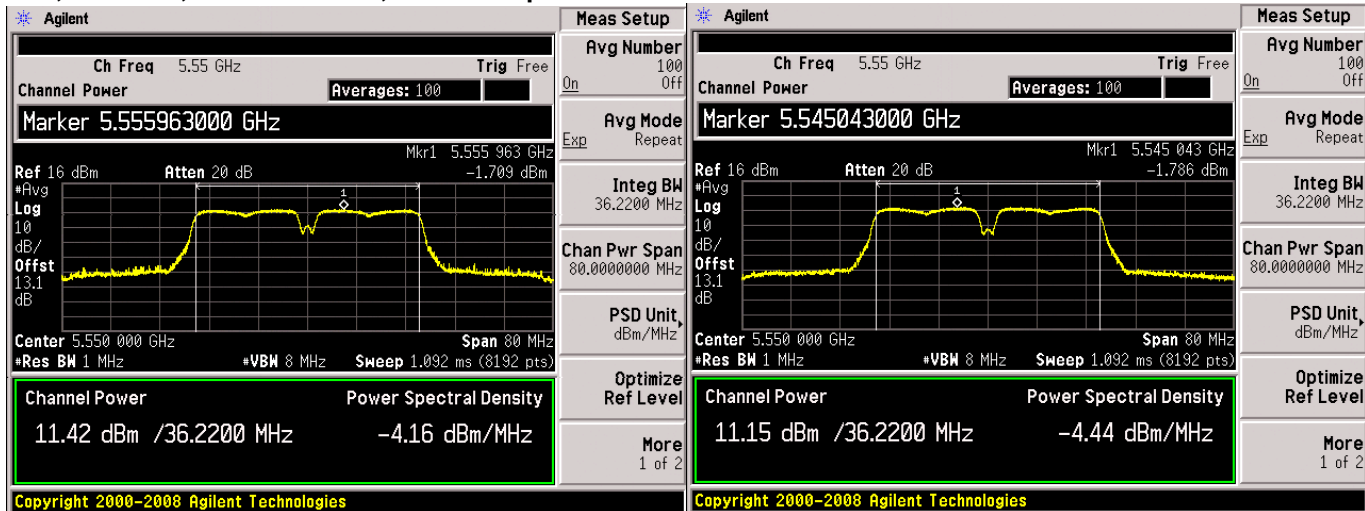 Agilent
Meas Setup
Ch Freq 5.55 GHz Trig Free
Channel Power Averages: 100
Marker 5.555963000 GHz
Mkr1 5.555 963 GHz
Ref 16 dBm Atten 20 dB -1.709 dBm
#Avg
Log
10
dB/
Offst
13.1
dB
1
Center 5.550 000 GHz Span 80 MHz
#Res BW 1 MHz #VBW 8 MHz Sweep 1.092 ms (8192 pts)
Channel Power Power Spectral Density
11.42 dBm /36.2200 MHz -4.16 dBm/MHz
Copyright 2000-2008 Agilent Technologies
Avg Number
100
On Off
Avg Mode
Exp Repeat
Integ BW
36.2200 MHz
Chan Pwr Span
80.0000000 MHz
PSD Unit
dBm/MHz
Optimize
Ref Level
More
1 of 2
Agilent
Meas Setup
Ch Freq 5.55 GHz Trig Free
Channel Power Averages: 100
Marker 5.545043000 GHz
Mkr1 5.545 043 GHz
Ref 16 dBm Atten 20 dB -1.786 dBm
#Avg
Log
10
dB/
Offst
13.1
dB
1
Center 5.550 000 GHz Span 80 MHz
#Res BW 1 MHz #VBW 8 MHz Sweep 1.092 ms (8192 pts)
Channel Power Power Spectral Density
11.15 dBm /36.2200 MHz -4.44 dBm/MHz
Copyright 2000-2008 Agilent Technologies
Avg Number
100
On Off
Avg Mode
Exp Repeat
Integ BW
36.2200 MHz
Chan Pwr Span
80.0000000 MHz
PSD Unit
dBm/MHz
Optimize
Ref Level
More
1 of 2